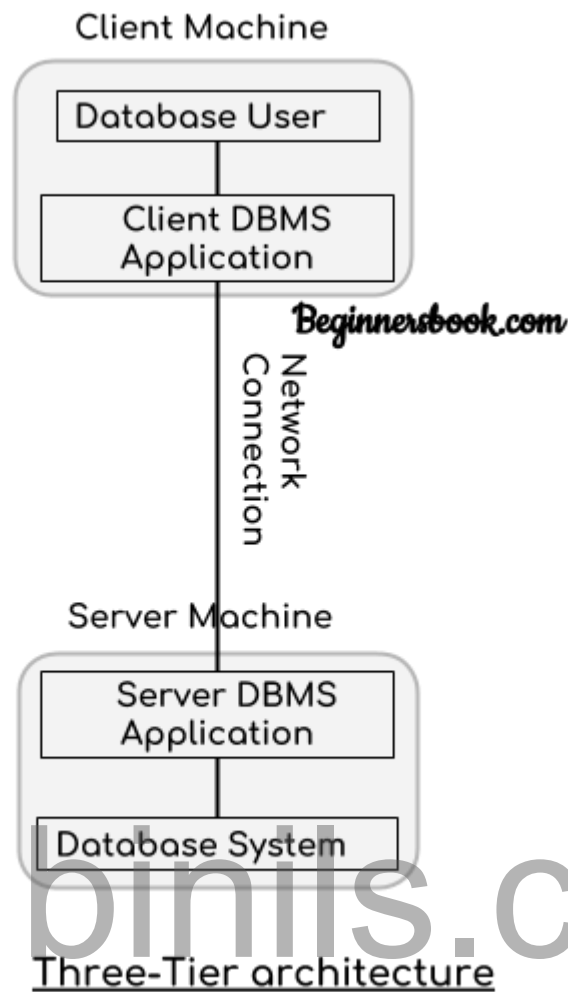 Client Machine
Database User
Client DBMS
Application
Beginnersbook.com
Network
Connection
Server Machine
Server DBMS
Application
Database System
binils.c
Three-Tier architecture